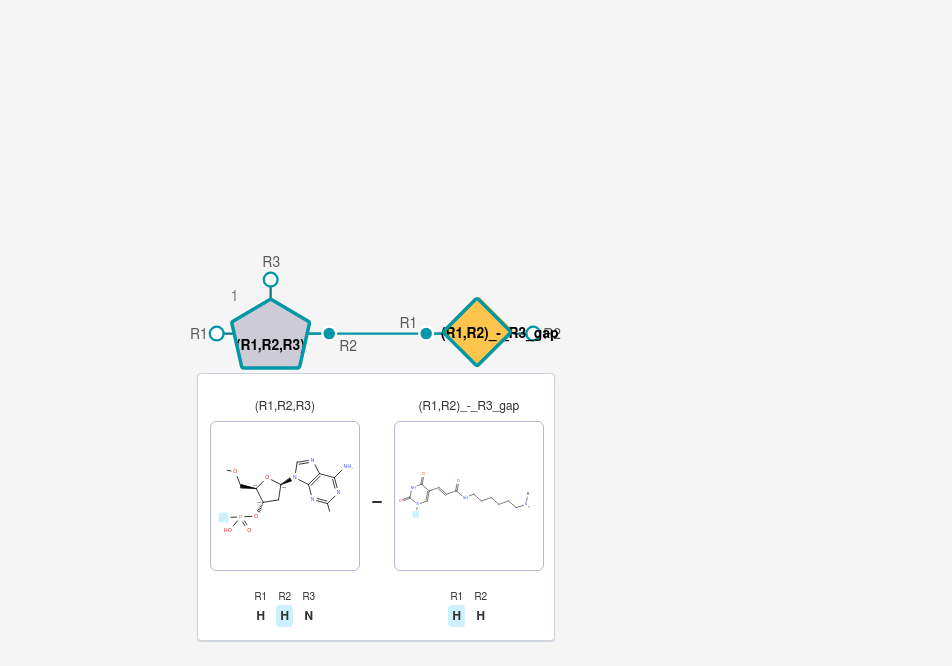 R3
1
R1
(R1,R2,R3)
R2
R1
(R1,R2)_-_R3_gap
R2
(R1,R2,R3)
(R1,R2)_-_R3_gap
O
O
N
N
N
N
NH
O
P
HO
O
O
O
NH
O
N
O
NH
N
R1 R2 R3
H H N
R1 R2
H H